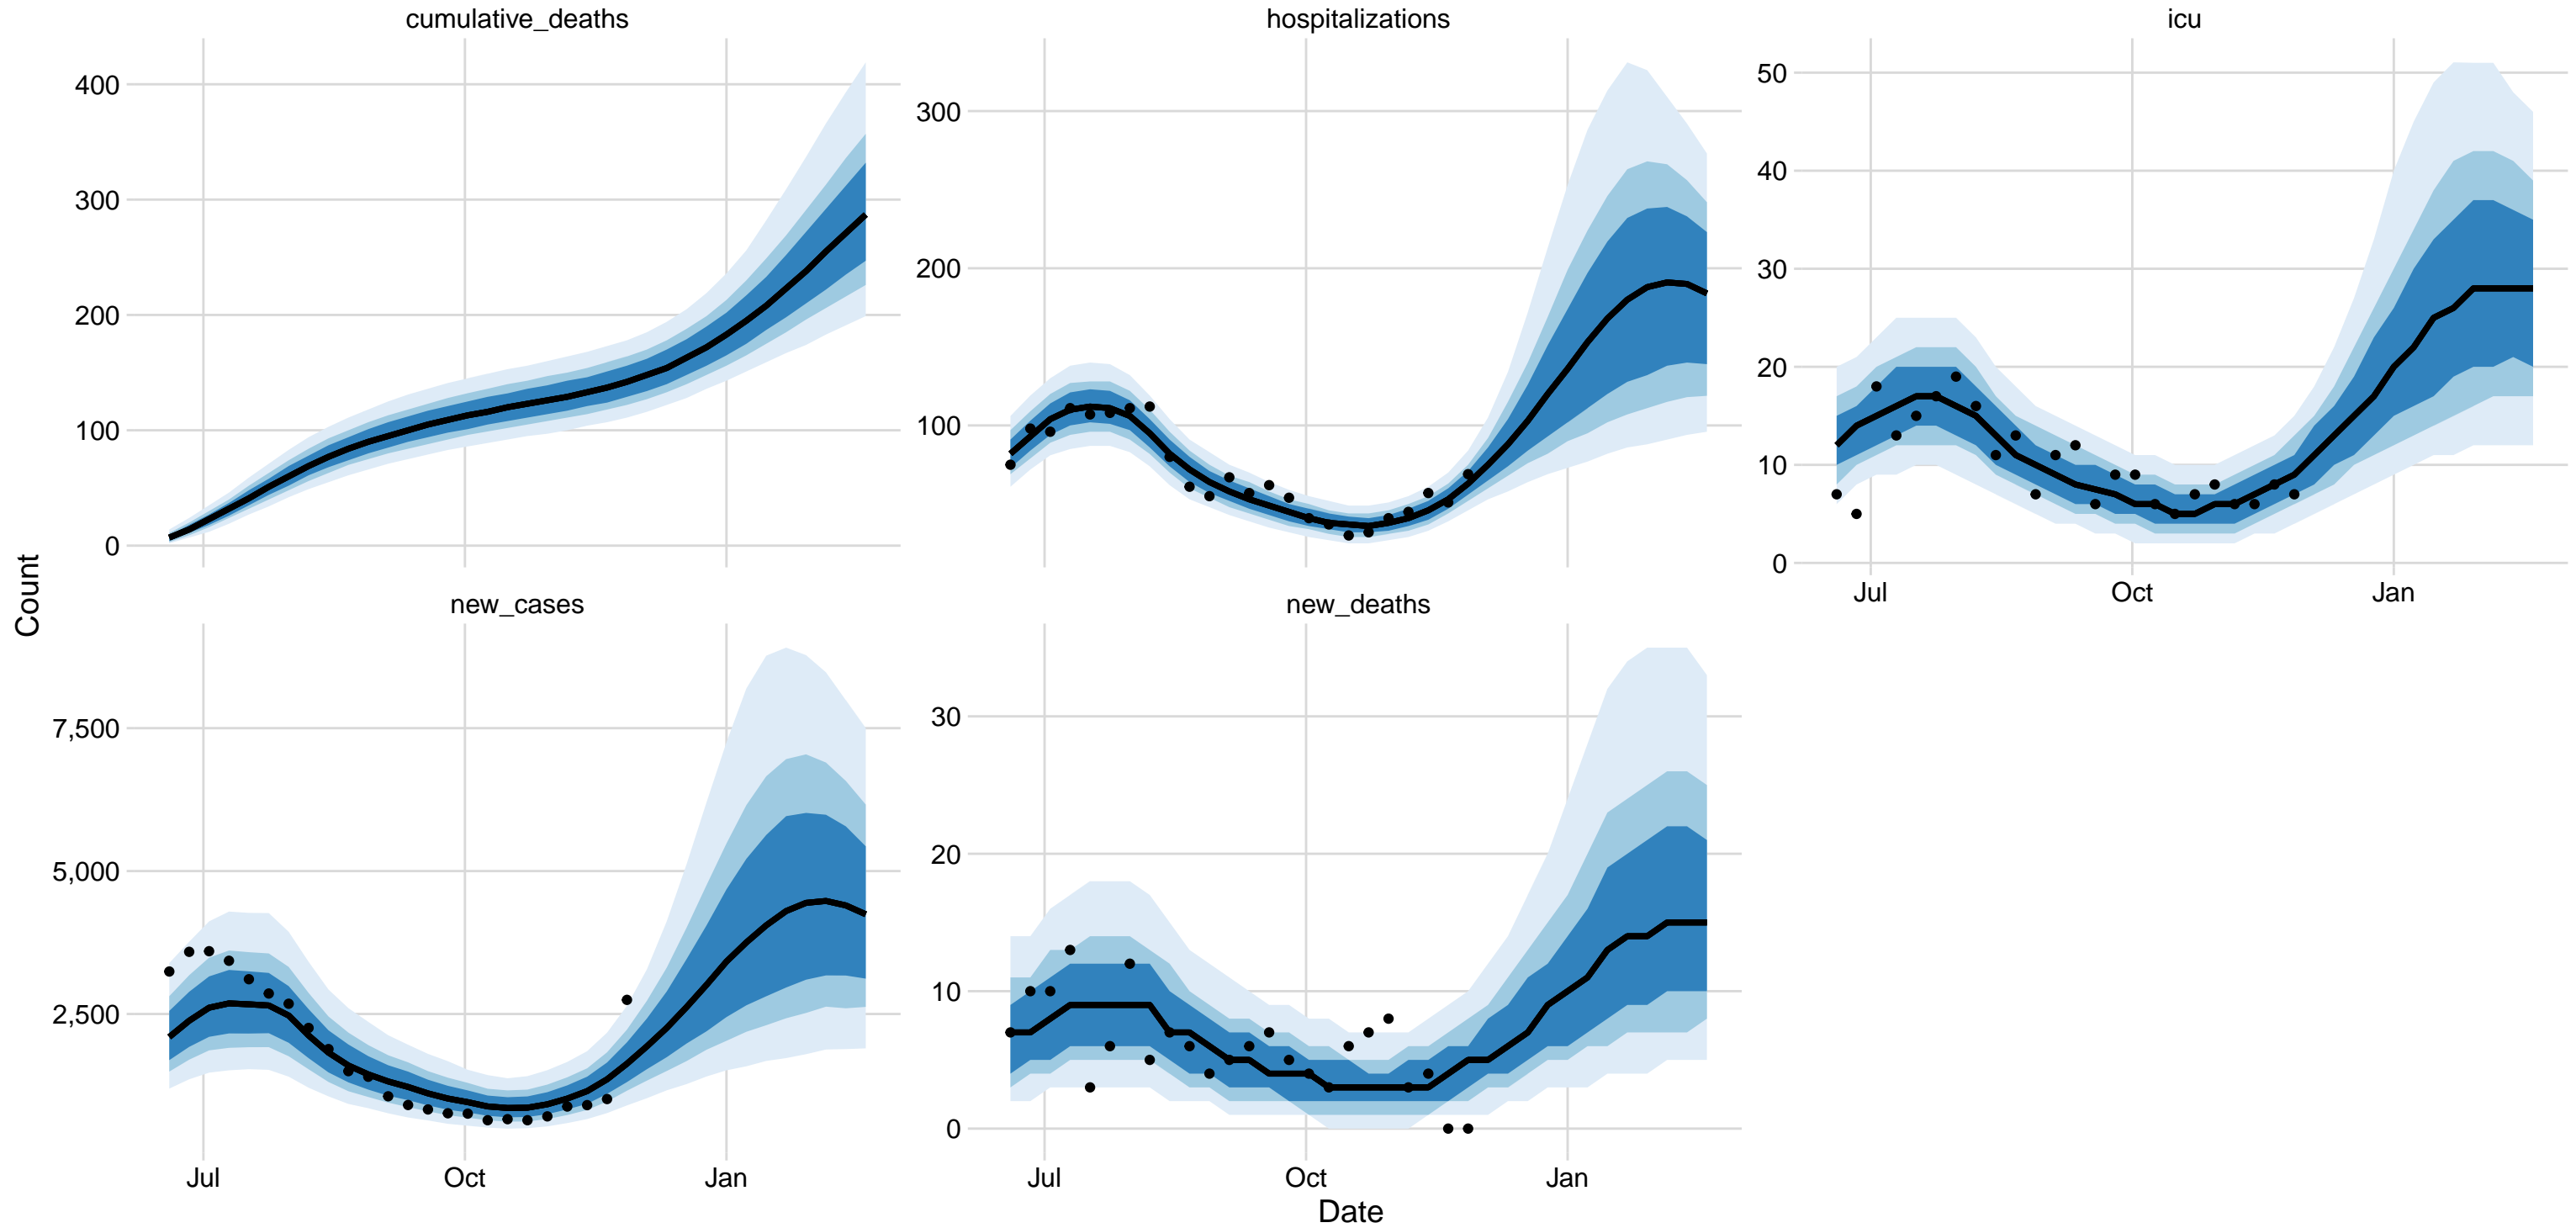 cumulative_deaths
hospitalizations
icu
400
300
200
100
0
300
200
100
50
40
30
20
10
0
Jul
Oct
Jan
Count
new_cases
new_deaths
7,500
5,000
2,500
30
20
10
0
Jul
Oct
Jan
Jul
Oct
Jan
Date